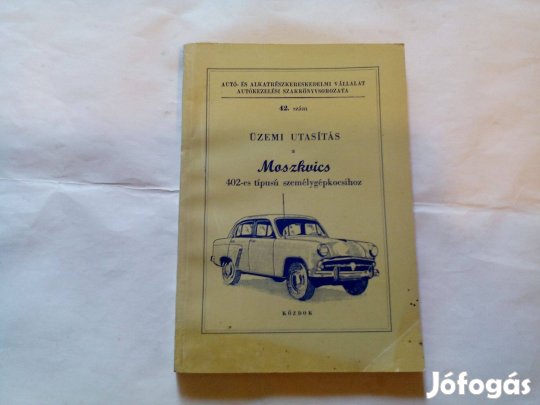 AUTÓ- ÉS ALKATRÉSZKERESKEDELMI VÁLLALAT
AUTÓKEZELÉSI SZAKKÖNYVSOROZATA
42. szám
ÜZEMI UTASÍTÁS
a
Moszkvics
402-es típusú személygépkocsihoz
KÖZDOK
Jófogás